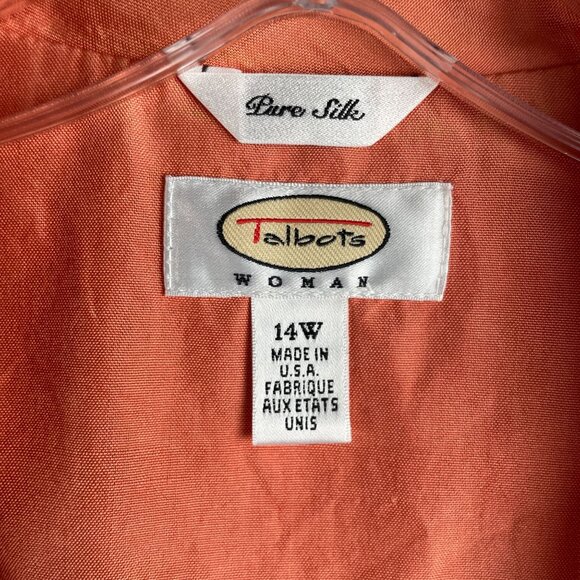 Pure Silk
Talbots
WOMAN
14W
MADE IN
U.S.A.
FABRIQUE
AUX ETATS
UNIS